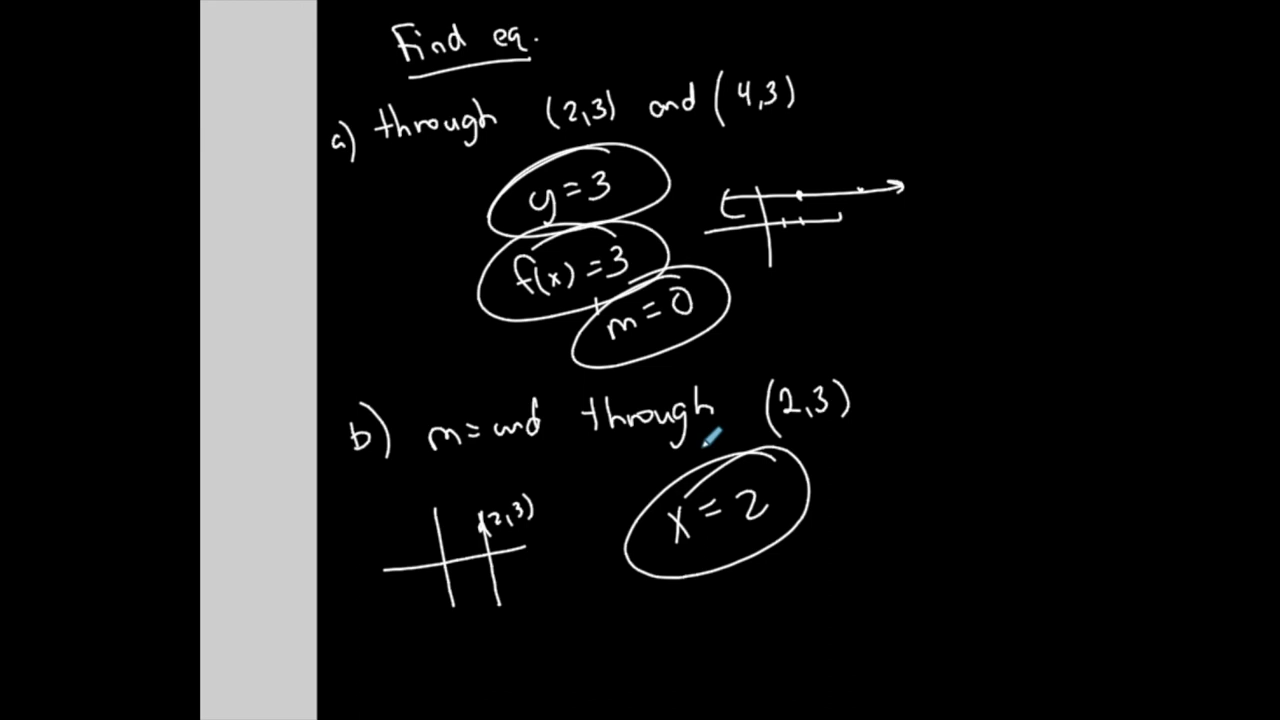 Find eq.
a) through (2,3) and (4,3)
y = 3
f(x) = 3
m = 0
b) m = und through (2,3)
(2,3)
x = 2